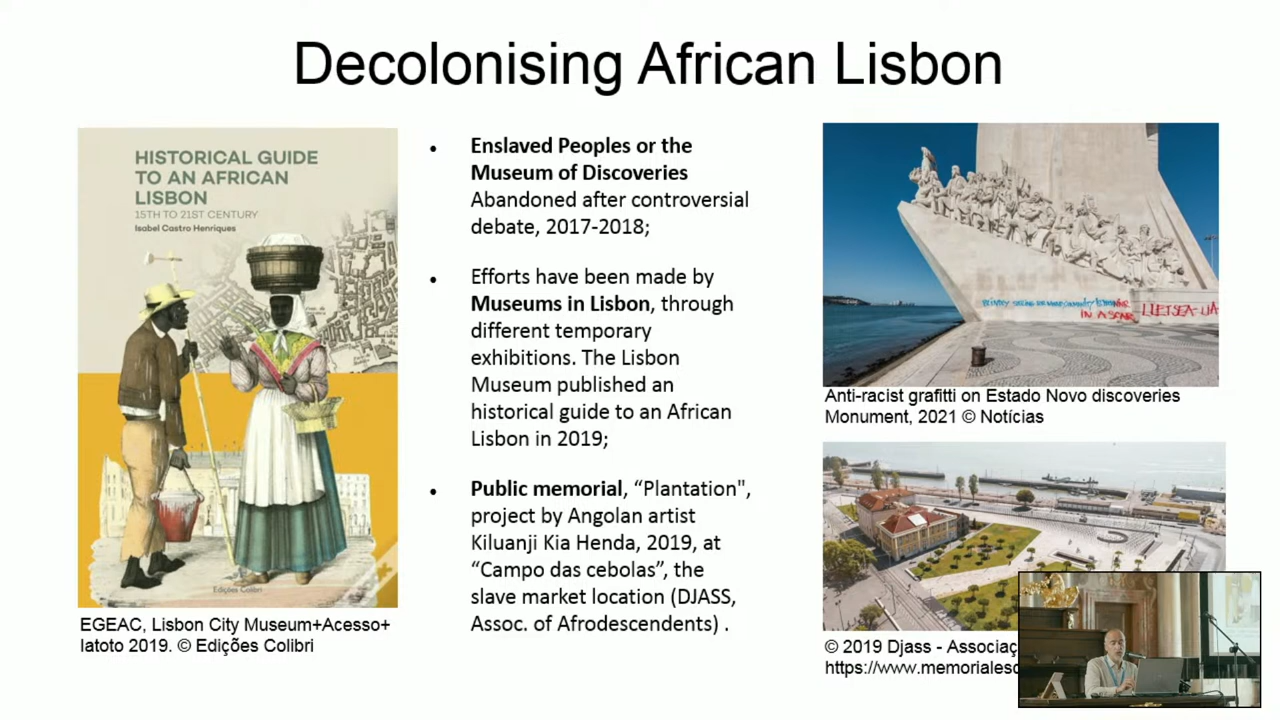 Decolonising African Lisbon
HISTORICAL GUIDE
TO AN AFRICAN
LISBON
15TH TO 21ST CENTURY
Isabel Castro Henriques
Edições Colibri
EGEAC, Lisbon City Museum+Acesso+
Iatoto 2019. © Edições Colibri
• Enslaved Peoples or the
Museum of Discoveries
Abandoned after controversial
debate, 2017-2018;
• Efforts have been made by
Museums in Lisbon, through
different temporary
exhibitions. The Lisbon
Museum published an
historical guide to an African
Lisbon in 2019;
• Public memorial, “Plantation",
project by Angolan artist
Kiluanji Kia Henda, 2019, at
“Campo das cebolas”, the
slave market location (DJASS,
Assoc. of Afrodescendents) .
IN A SCAR
Anti-racist grafitti on Estado Novo discoveries
Monument, 2021 © Notícias
© 2019 Djass - Associaç
https://www.memorialesc